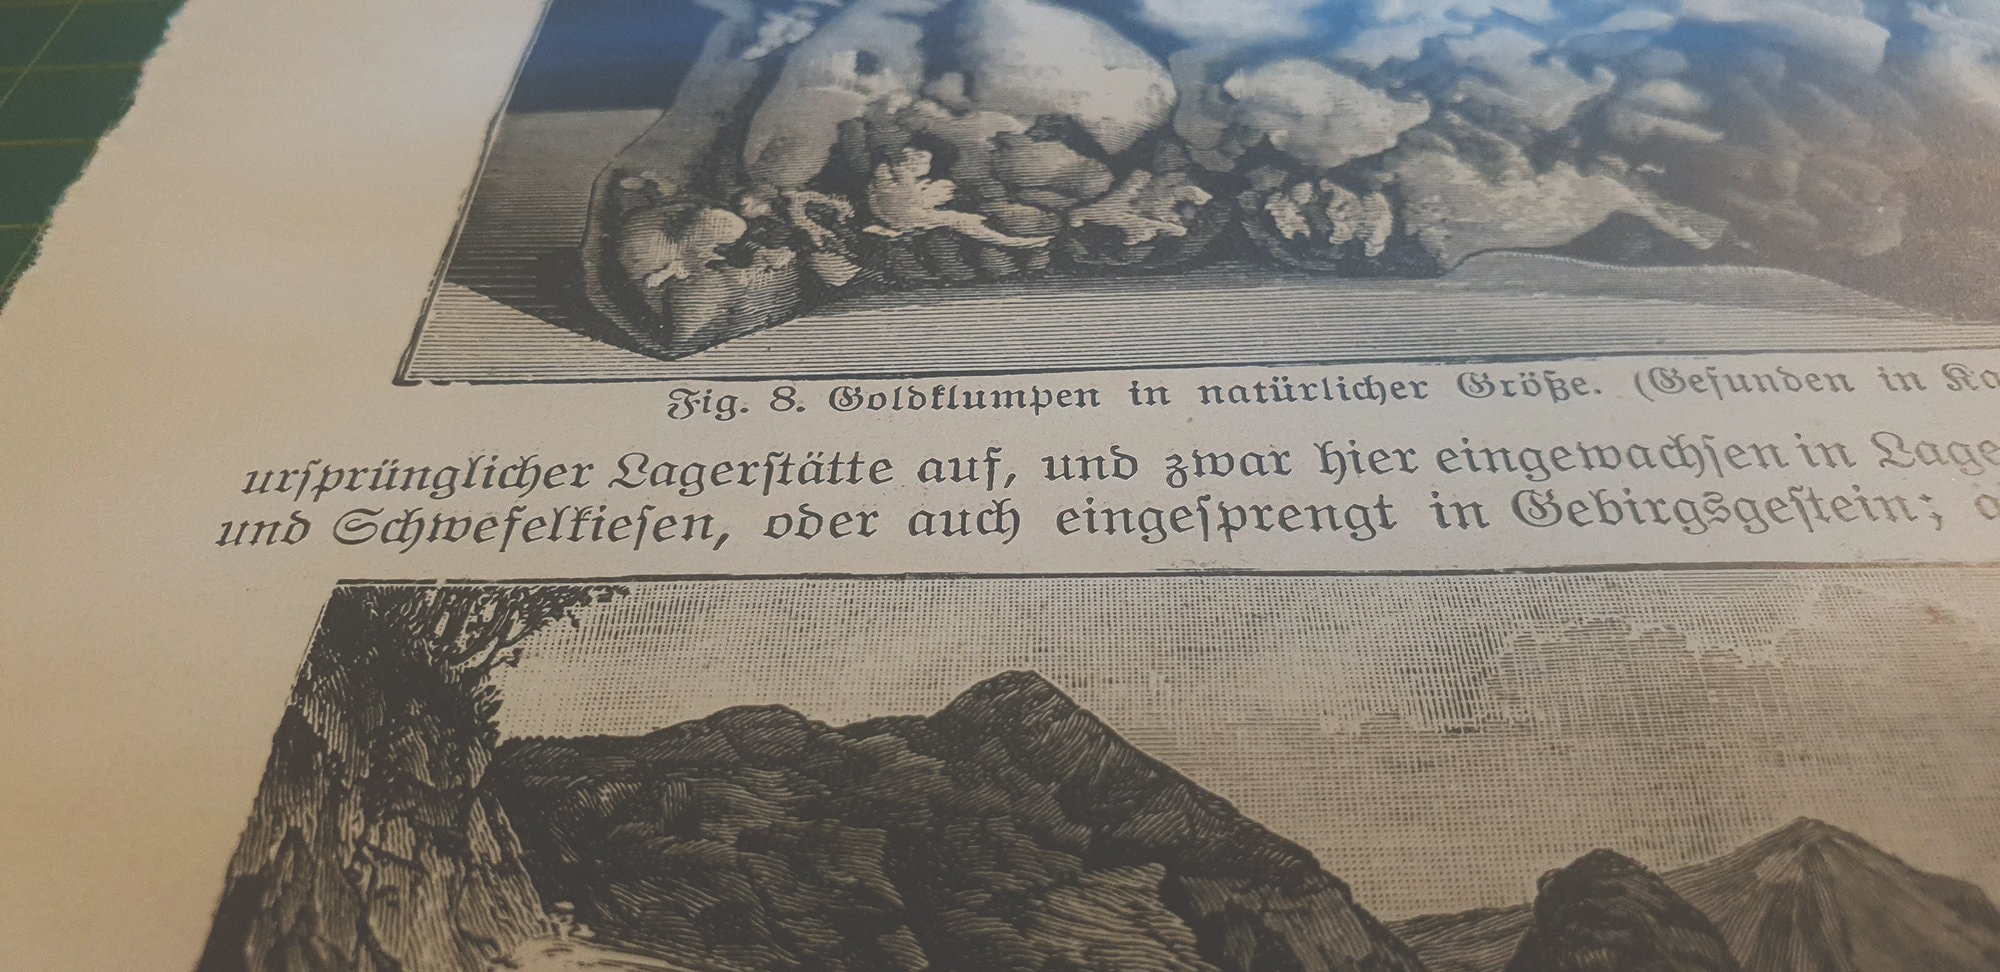 Fig. 8. Goldklumpen in natürlicher Größe. (Gefunden in
urſprünglicher Lagerſtätte auf, und zwar hier eingewachſen in
und Schwefelkieſen, oder auch eingeſprengt in Gebirgsgeſtein;